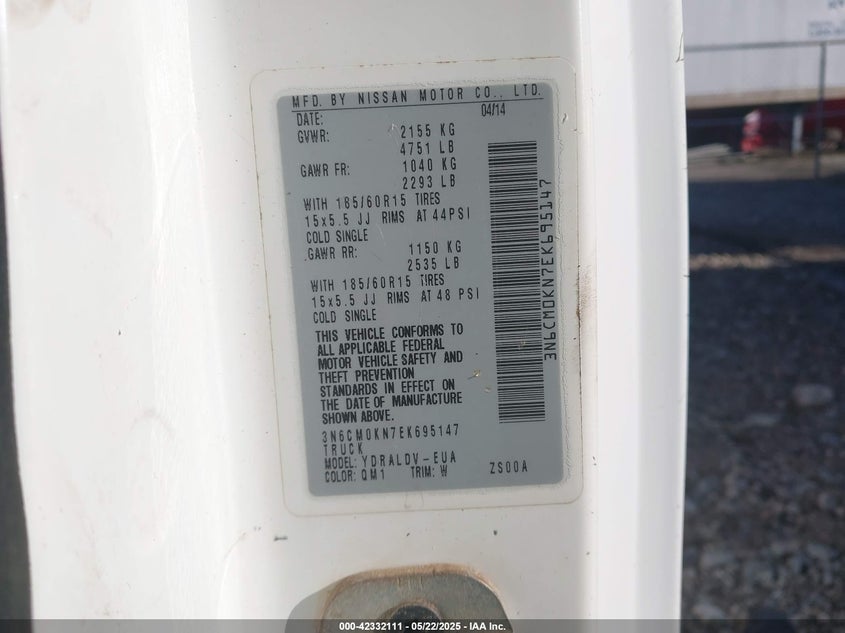 MFD. BY NISSAN MOTOR CO., LTD.
DATE: 04/14
GVWR: 2155 KG
4751 LB
GAWR FR: 1040 KG
2293 LB
WITH 185/60R15 TIRES
15x5.5 JJ RIMS AT 44PSI
COLD SINGLE
GAWR RR: 1150 KG
2535 LB
WITH 185/60R15 TIRES
15x5.5 JJ RIMS AT 48 PSI
COLD SINGLE
THIS VEHICLE CONFORMS TO
ALL APPLICABLE FEDERAL
MOTOR VEHICLE SAFETY AND
THEFT PREVENTION
STANDARDS IN EFFECT ON
THE DATE OF MANUFACTURE
SHOWN ABOVE.
3N6CM0KN7EK695147
TRUCK
MODEL: YDRALDV-EUA
COLOR: QM1 TRIM: W ZS00A
3N6CM0KN7EK695147
000-42332111 - 05/22/2025 - IAA Inc.